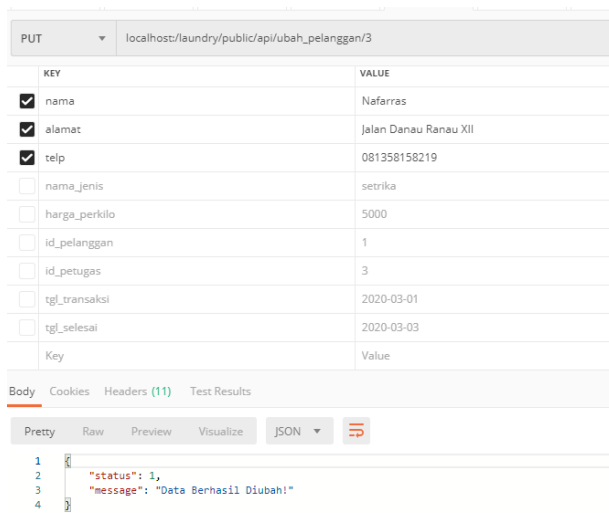 PUT localhost:/laundry/public/api/ubah_pelanggan/3
KEY VALUE
nama Nafarras
alamat Jalan Danau Ranau XII
telp 081358158219
nama_jenis setrika
harga_perkilo 5000
id_pelanggan 1
id_petugas 3
tgl_transaksi 2020-03-01
tgl_selesai 2020-03-03
Key Value
Body Cookies Headers (11) Test Results
Pretty Raw Preview Visualize JSON
1 {
2 "status": 1,
3 "message": "Data Berhasil Diubah!"
4 }